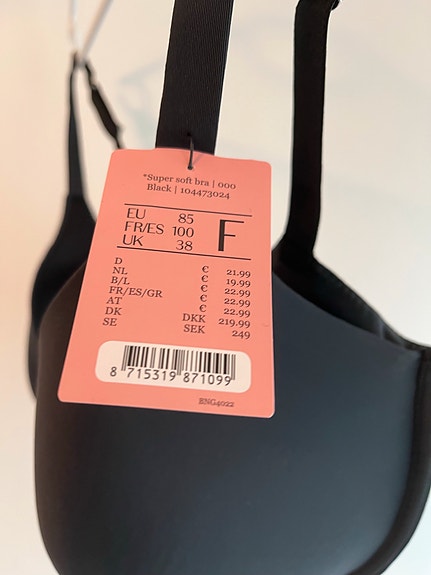 *Super soft bra | 000
Black | 104473024
EU 85
FR/ES 100
UK 38
F
D € 21.99
NL € 19.99
B/L € 22.99
FR/ES/GR € 22.99
AT € 22.99
DK DKK 219.99
SE SEK 249
8 715319 871099
ENG4022